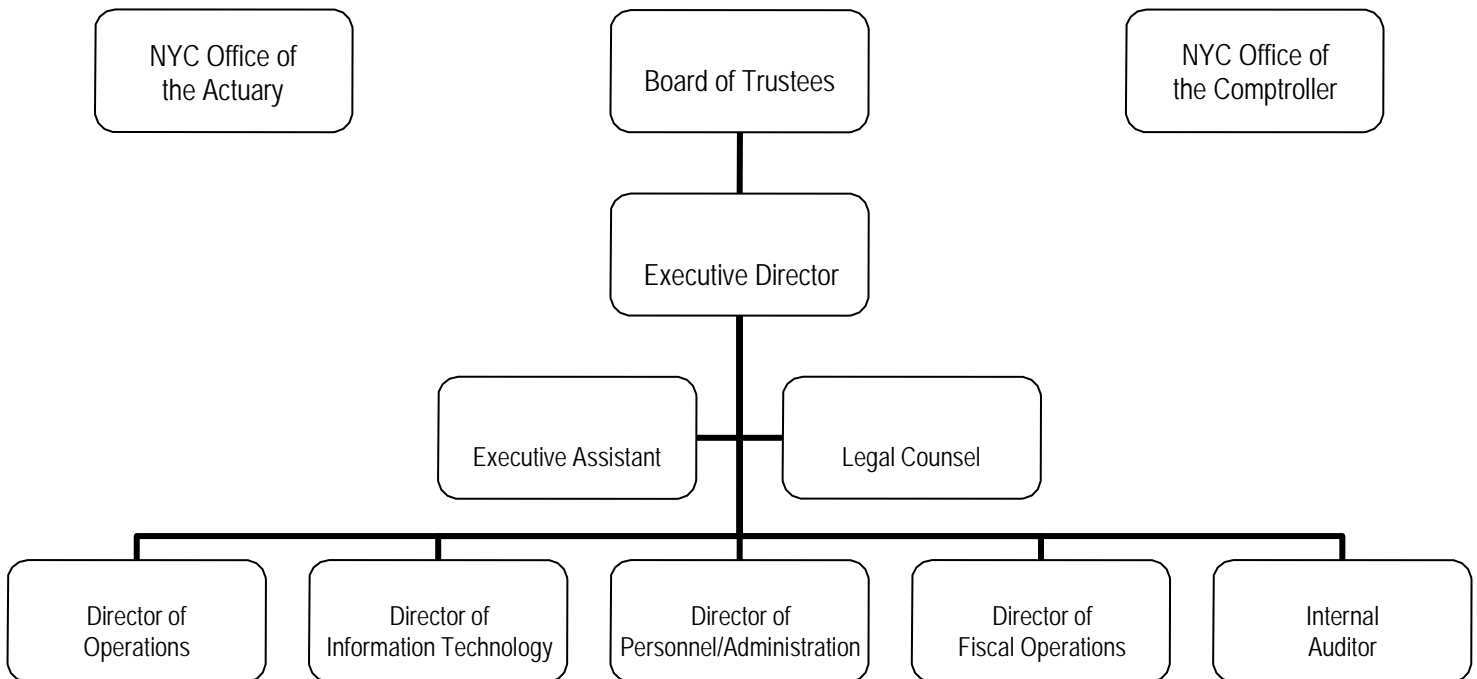 NYC Office of
the Actuary
Board of Trustees
NYC Office of
the Comptroller
Executive Director
Executive Assistant
Legal Counsel
Director of
Operations
Director of
Information Technology
Director of
Personnel/Administration
Director of
Fiscal Operations
Internal
Auditor